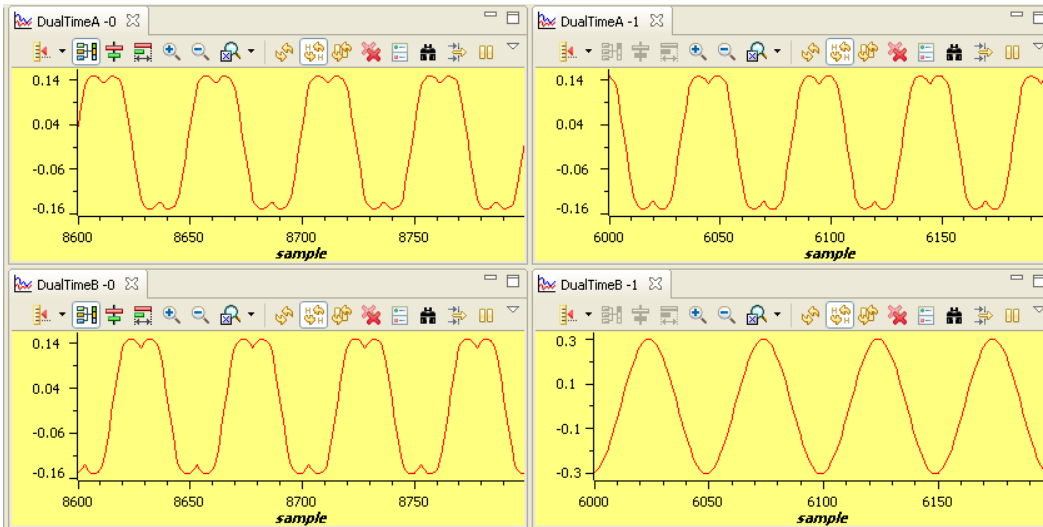 DualTimeA -0
0.14
0.04
-0.06
-0.16
8600 8650 8700 8750
sample
DualTimeA -1
0.14
0.04
-0.06
-0.16
6000 6050 6100 6150
sample
DualTimeB -0
0.14
0.04
-0.06
-0.16
8600 8650 8700 8750
sample
DualTimeB -1
0.3
0.1
-0.1
-0.3
6000 6050 6100 6150
sample